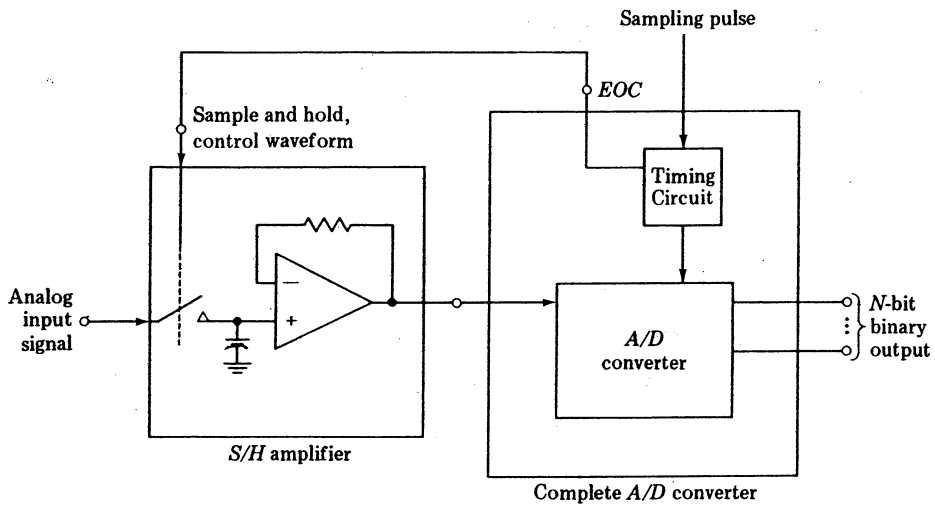 Sampling pulse
EOC
Sample and hold,
control waveform
Timing
Circuit
Analog
input
signal
−
+
A/D
converter
N-bit
binary
output
S/H amplifier
Complete A/D converter